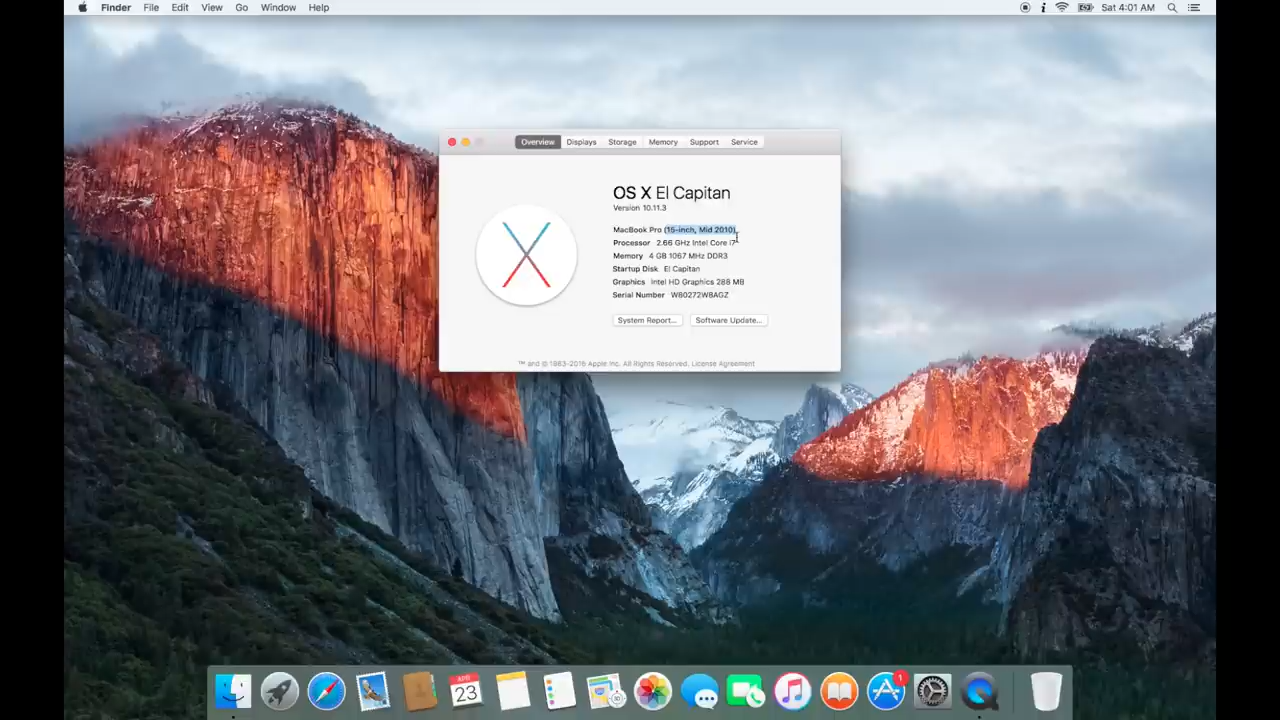 Finder File Edit View Go Window Help Sat 4:01 AM
Overview Displays Storage Memory Support Service
OS X El Capitan
Version 10.11.3
MacBook Pro (15-inch, Mid 2010)
Processor 2.66 GHz Intel Core i7
Memory 4 GB 1067 MHz DDR3
Startup Disk El Capitan
Graphics Intel HD Graphics 288 MB
Serial Number W80272W8AGZ
System Report... Software Update...
™ and © 1983-2016 Apple Inc. All Rights Reserved. License Agreement
APR
23
1